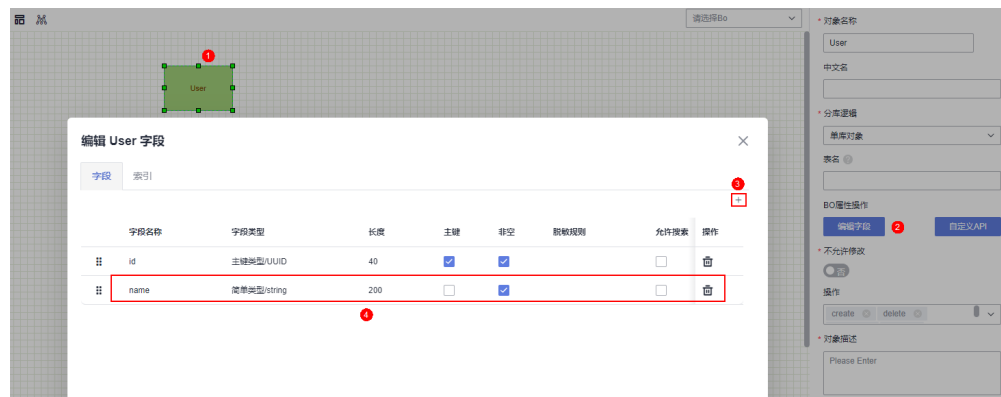 请选择Bo
1
User
* 对象名称
User
中文名
* 分库逻辑
单库对象
表名
BO属性操作
编辑字段 2 自定义API
* 不允许修改
否
操作
create delete
* 对象描述
Please Enter
编辑 User 字段
字段 索引
3
+
字段名称 字段类型 长度 主键 非空 脱敏规则 允许搜索 操作
id 主键类型/UUID 40
name 简单类型/string 200
4